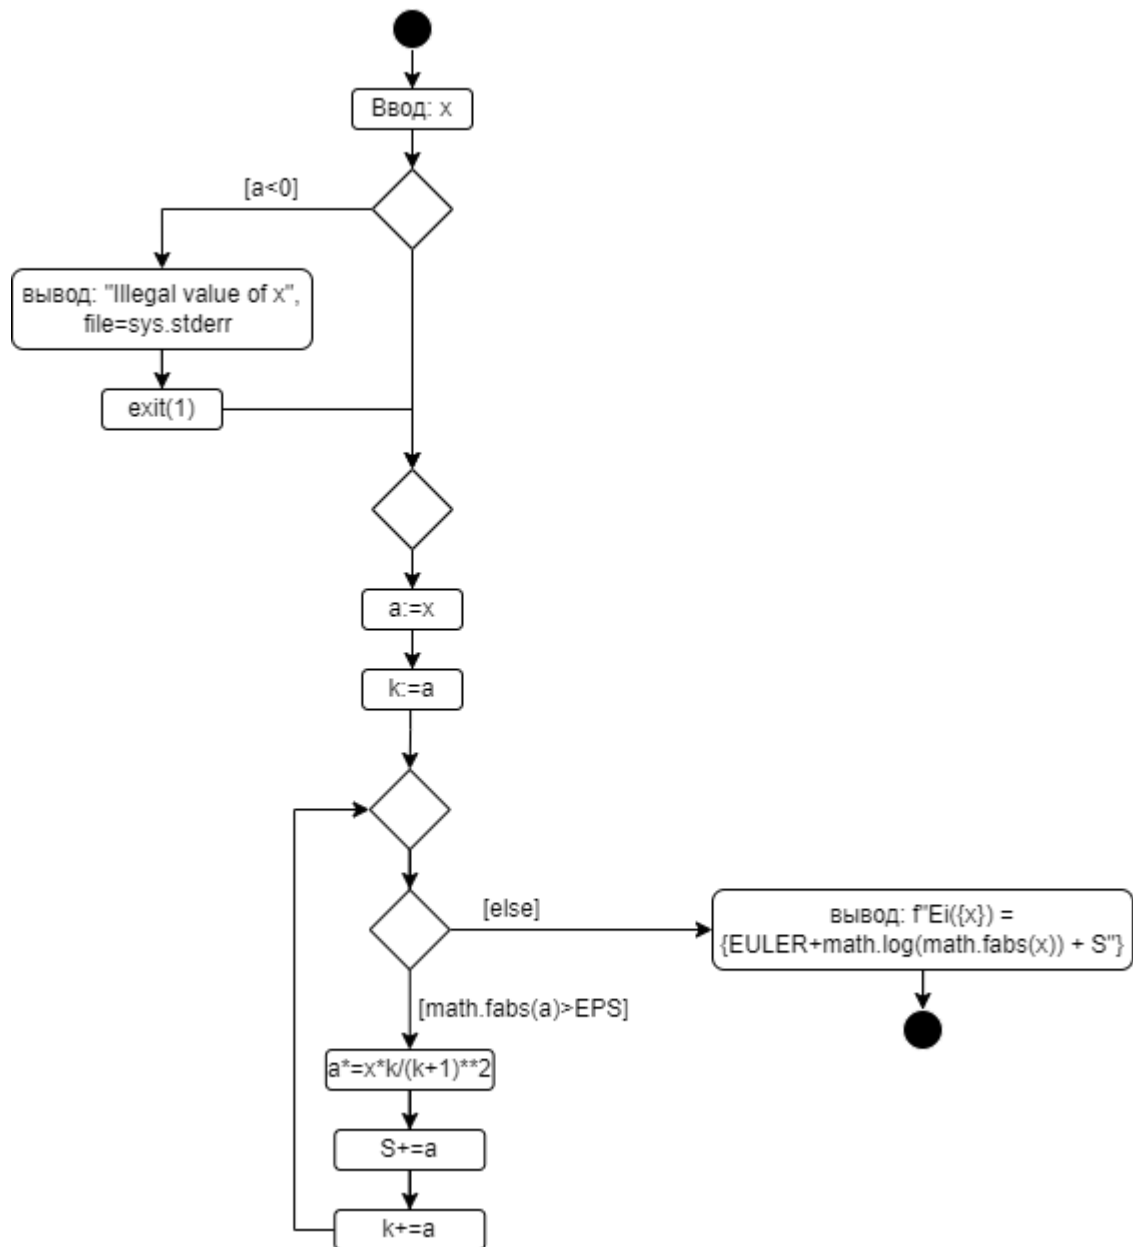 Ввод: x
[a<0]
вывод: "Illegal value of x",
file=sys.stderr
exit(1)
a:=x
k:=a
[else]
вывод: f"Ei({x}) =
{EULER+math.log(math.fabs(x)) + S"}
[math.fabs(a)>EPS]
a*=x*k/(k+1)**2
S+=a
k+=a